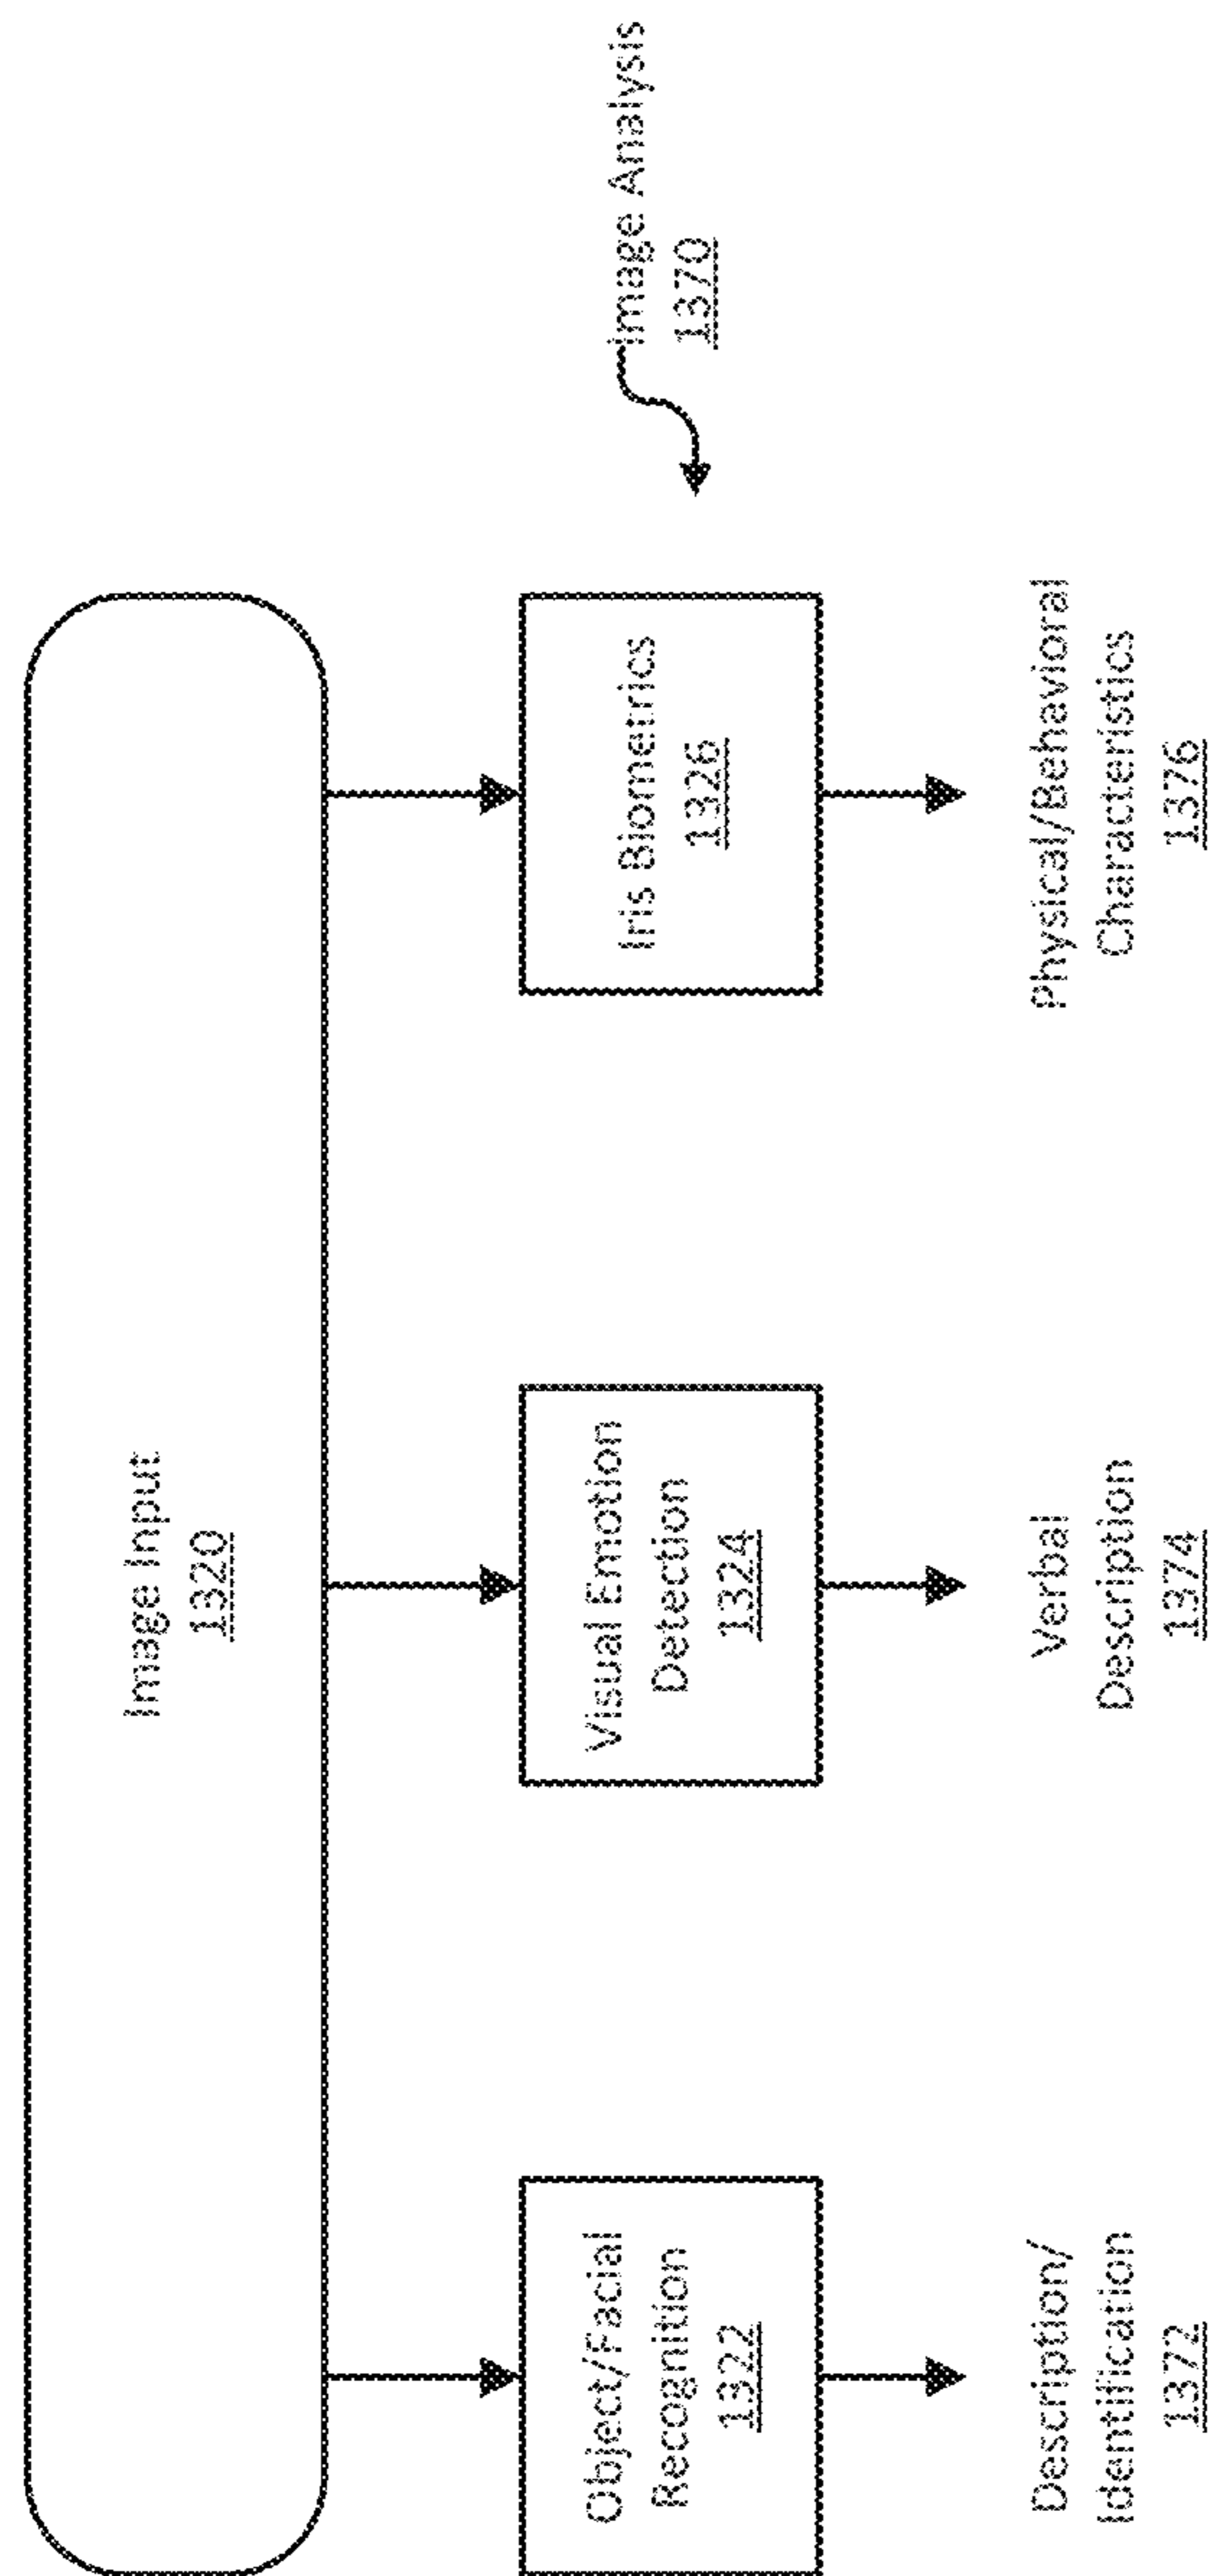 Image Input
1320
Object/Facial
Recognition
1322
Visual Emotion
Detection
1324
Iris Biometrics
1326
Image Analysis
1370
Description/
Identification
1372
Verbal
Description
1374
Physical/Behavioral
Characteristics
1376